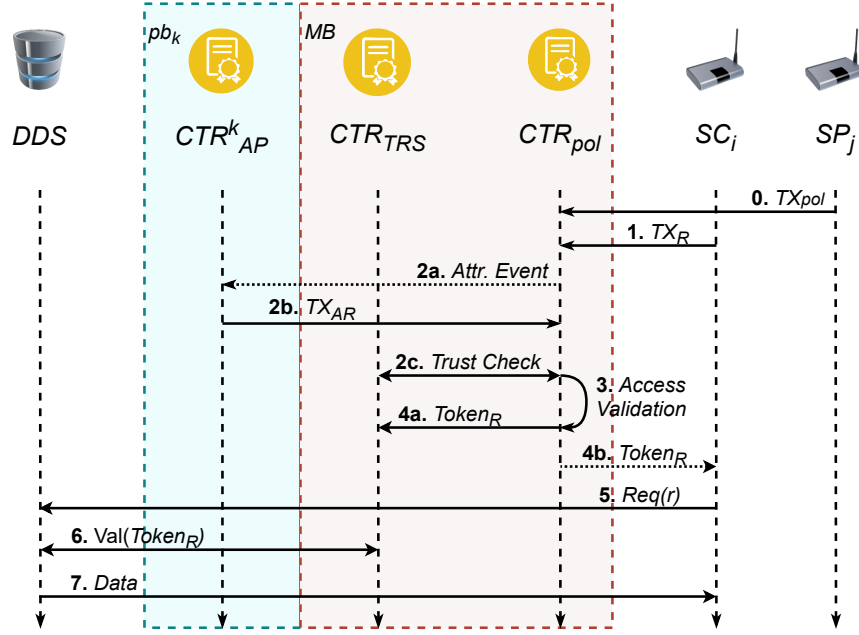 pb_k
MB
DDS
CTR^k_AP
CTR_TRS
CTR_pol
SC_i
SP_j
0. TX_pol
1. TX_R
2a. Attr. Event
2b. TX_AR
2c. Trust Check
3. Access
Validation
4a. Token_R
4b. Token_R
5. Req(r)
6. Val(Token_R)
7. Data